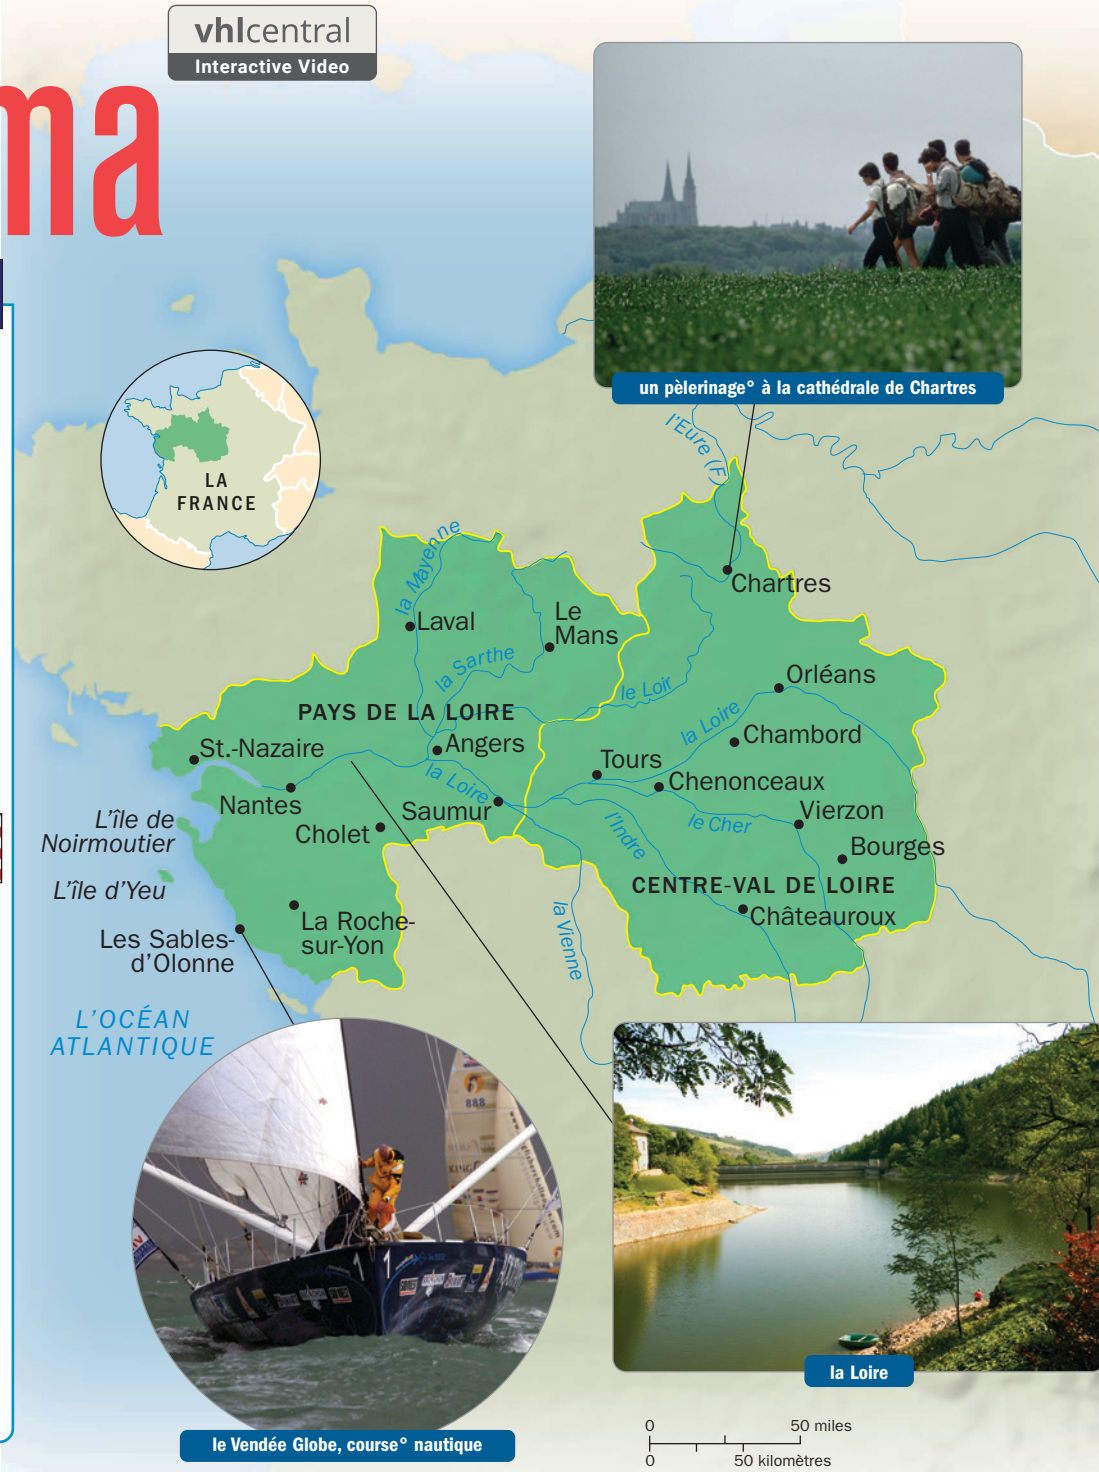 vhlcentral
Interactive Video
ma
un pèlerinage° à la cathédrale de Chartres
LA
FRANCE
l'Eure (F)
la Mayenne
Chartres
Laval
Le
Mans
la Sarthe
le Loir
Orléans
PAYS DE LA LOIRE
la Loire
St.-Nazaire
Angers
Chambord
Tours
la Loire
Chenonceaux
Nantes
Saumur
Vierzon
L'île de
Noirmoutier
Cholet
l'Indre
le Cher
Bourges
L'île d'Yeu
CENTRE-VAL DE LOIRE
La Roche-
sur-Yon
Châteauroux
Les Sables-
d'Olonne
la Vienne
L'OCÉAN
ATLANTIQUE
888
KING
1
1
la Loire
le Vendée Globe, course° nautique
0 50 miles
0 50 kilomètres